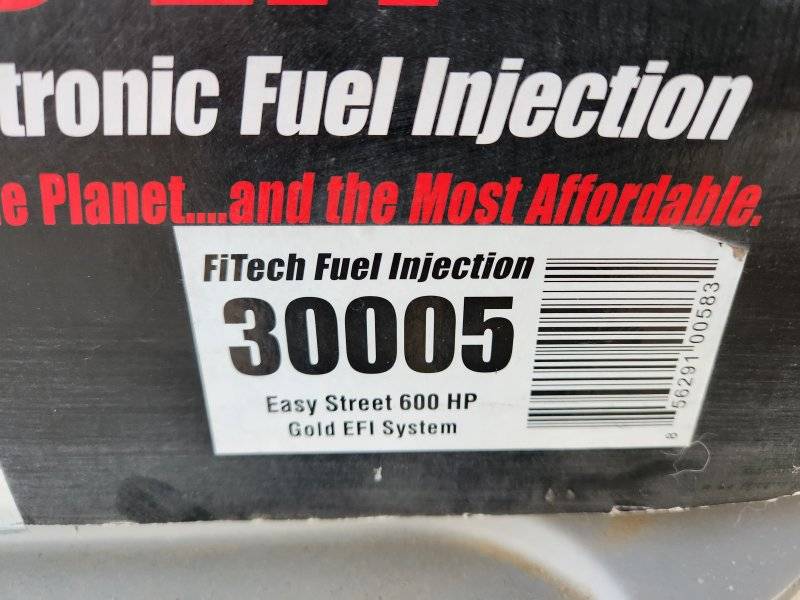 tronic Fuel Injection
e Planet....and the Most Affordable.
FiTech Fuel Injection
30005
Easy Street 600 HP
Gold EFI System
8 56291 00583